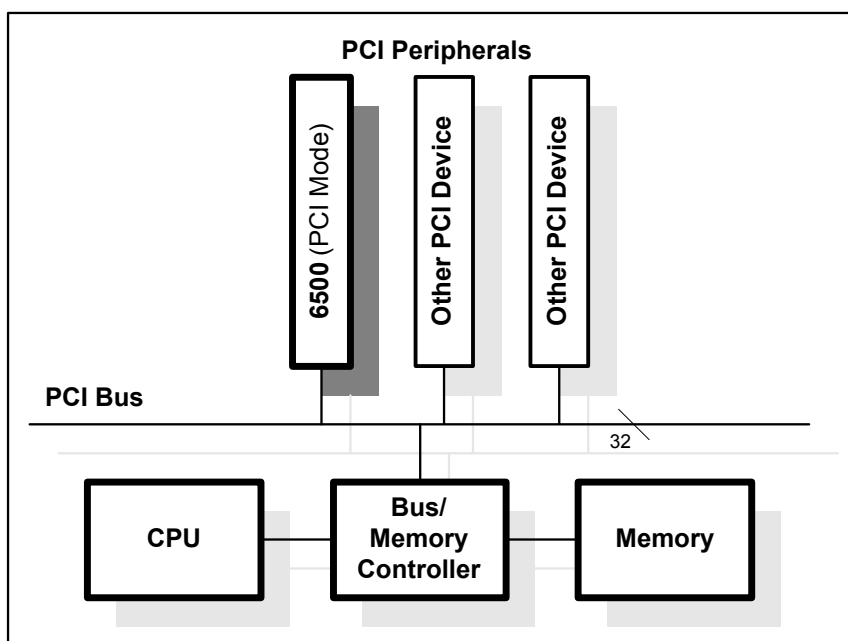 PCI Peripherals
6500 (PCI Mode)
Other PCI Device
Other PCI Device
PCI Bus
32
CPU
Bus/
Memory
Controller
Memory